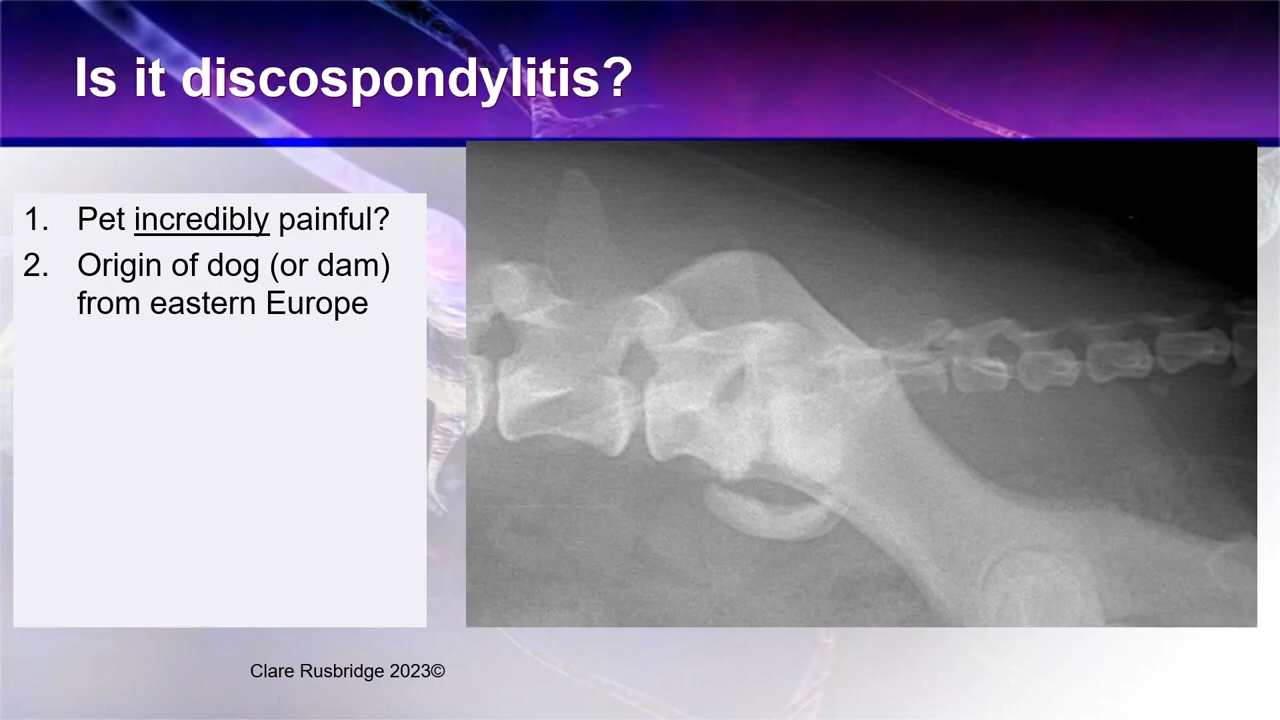 Is it discospondylitis?
1. Pet incredibly painful?
2. Origin of dog (or dam)
from eastern Europe
Clare Rusbridge 2023©